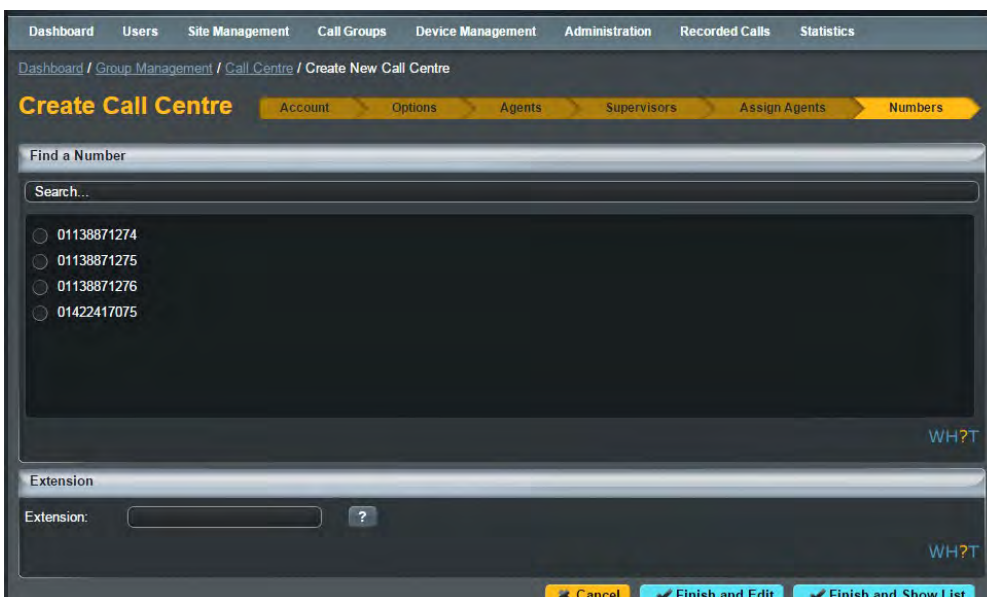 Dashboard Users Site Management Call Groups Device Management Administration Recorded Calls Statistics
Dashboard / Group Management / Call Centre / Create New Call Centre
Create Call Centre Account Options Agents Supervisors Assign Agents Numbers
Find a Number
Search...
01138871274
01138871275
01138871276
01422417075
WH?T
Extension
Extension: ?
WH?T
Cancel Finish and Edit Finish and Show List